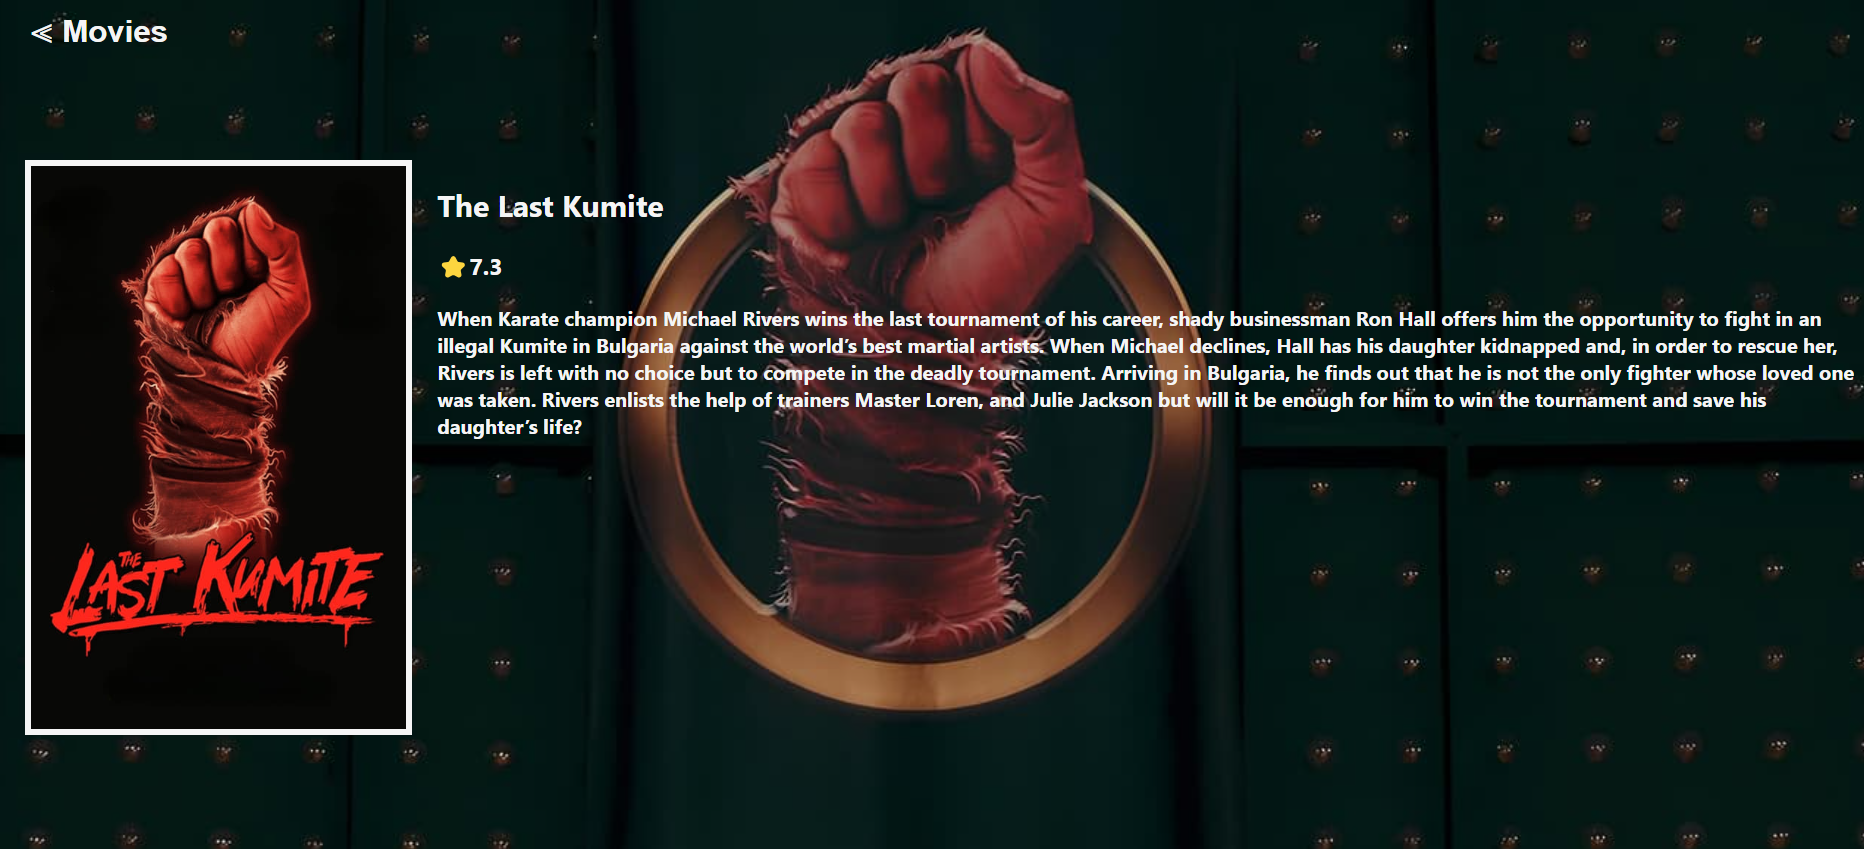 ⪡ Movies
The Last Kumite
7.3
When Karate champion Michael Rivers wins the last tournament of his career, shady businessman Ron Hall offers him the opportunity to fight in an
illegal Kumite in Bulgaria against the world’s best martial artists. When Michael declines, Hall has his daughter kidnapped and, in order to rescue her,
Rivers is left with no choice but to compete in the deadly tournament. Arriving in Bulgaria, he finds out that he is not the only fighter whose loved one
was taken. Rivers enlists the help of trainers Master Loren, and Julie Jackson but will it be enough for him to win the tournament and save his
daughter’s life?
THE
LAST KUMITE